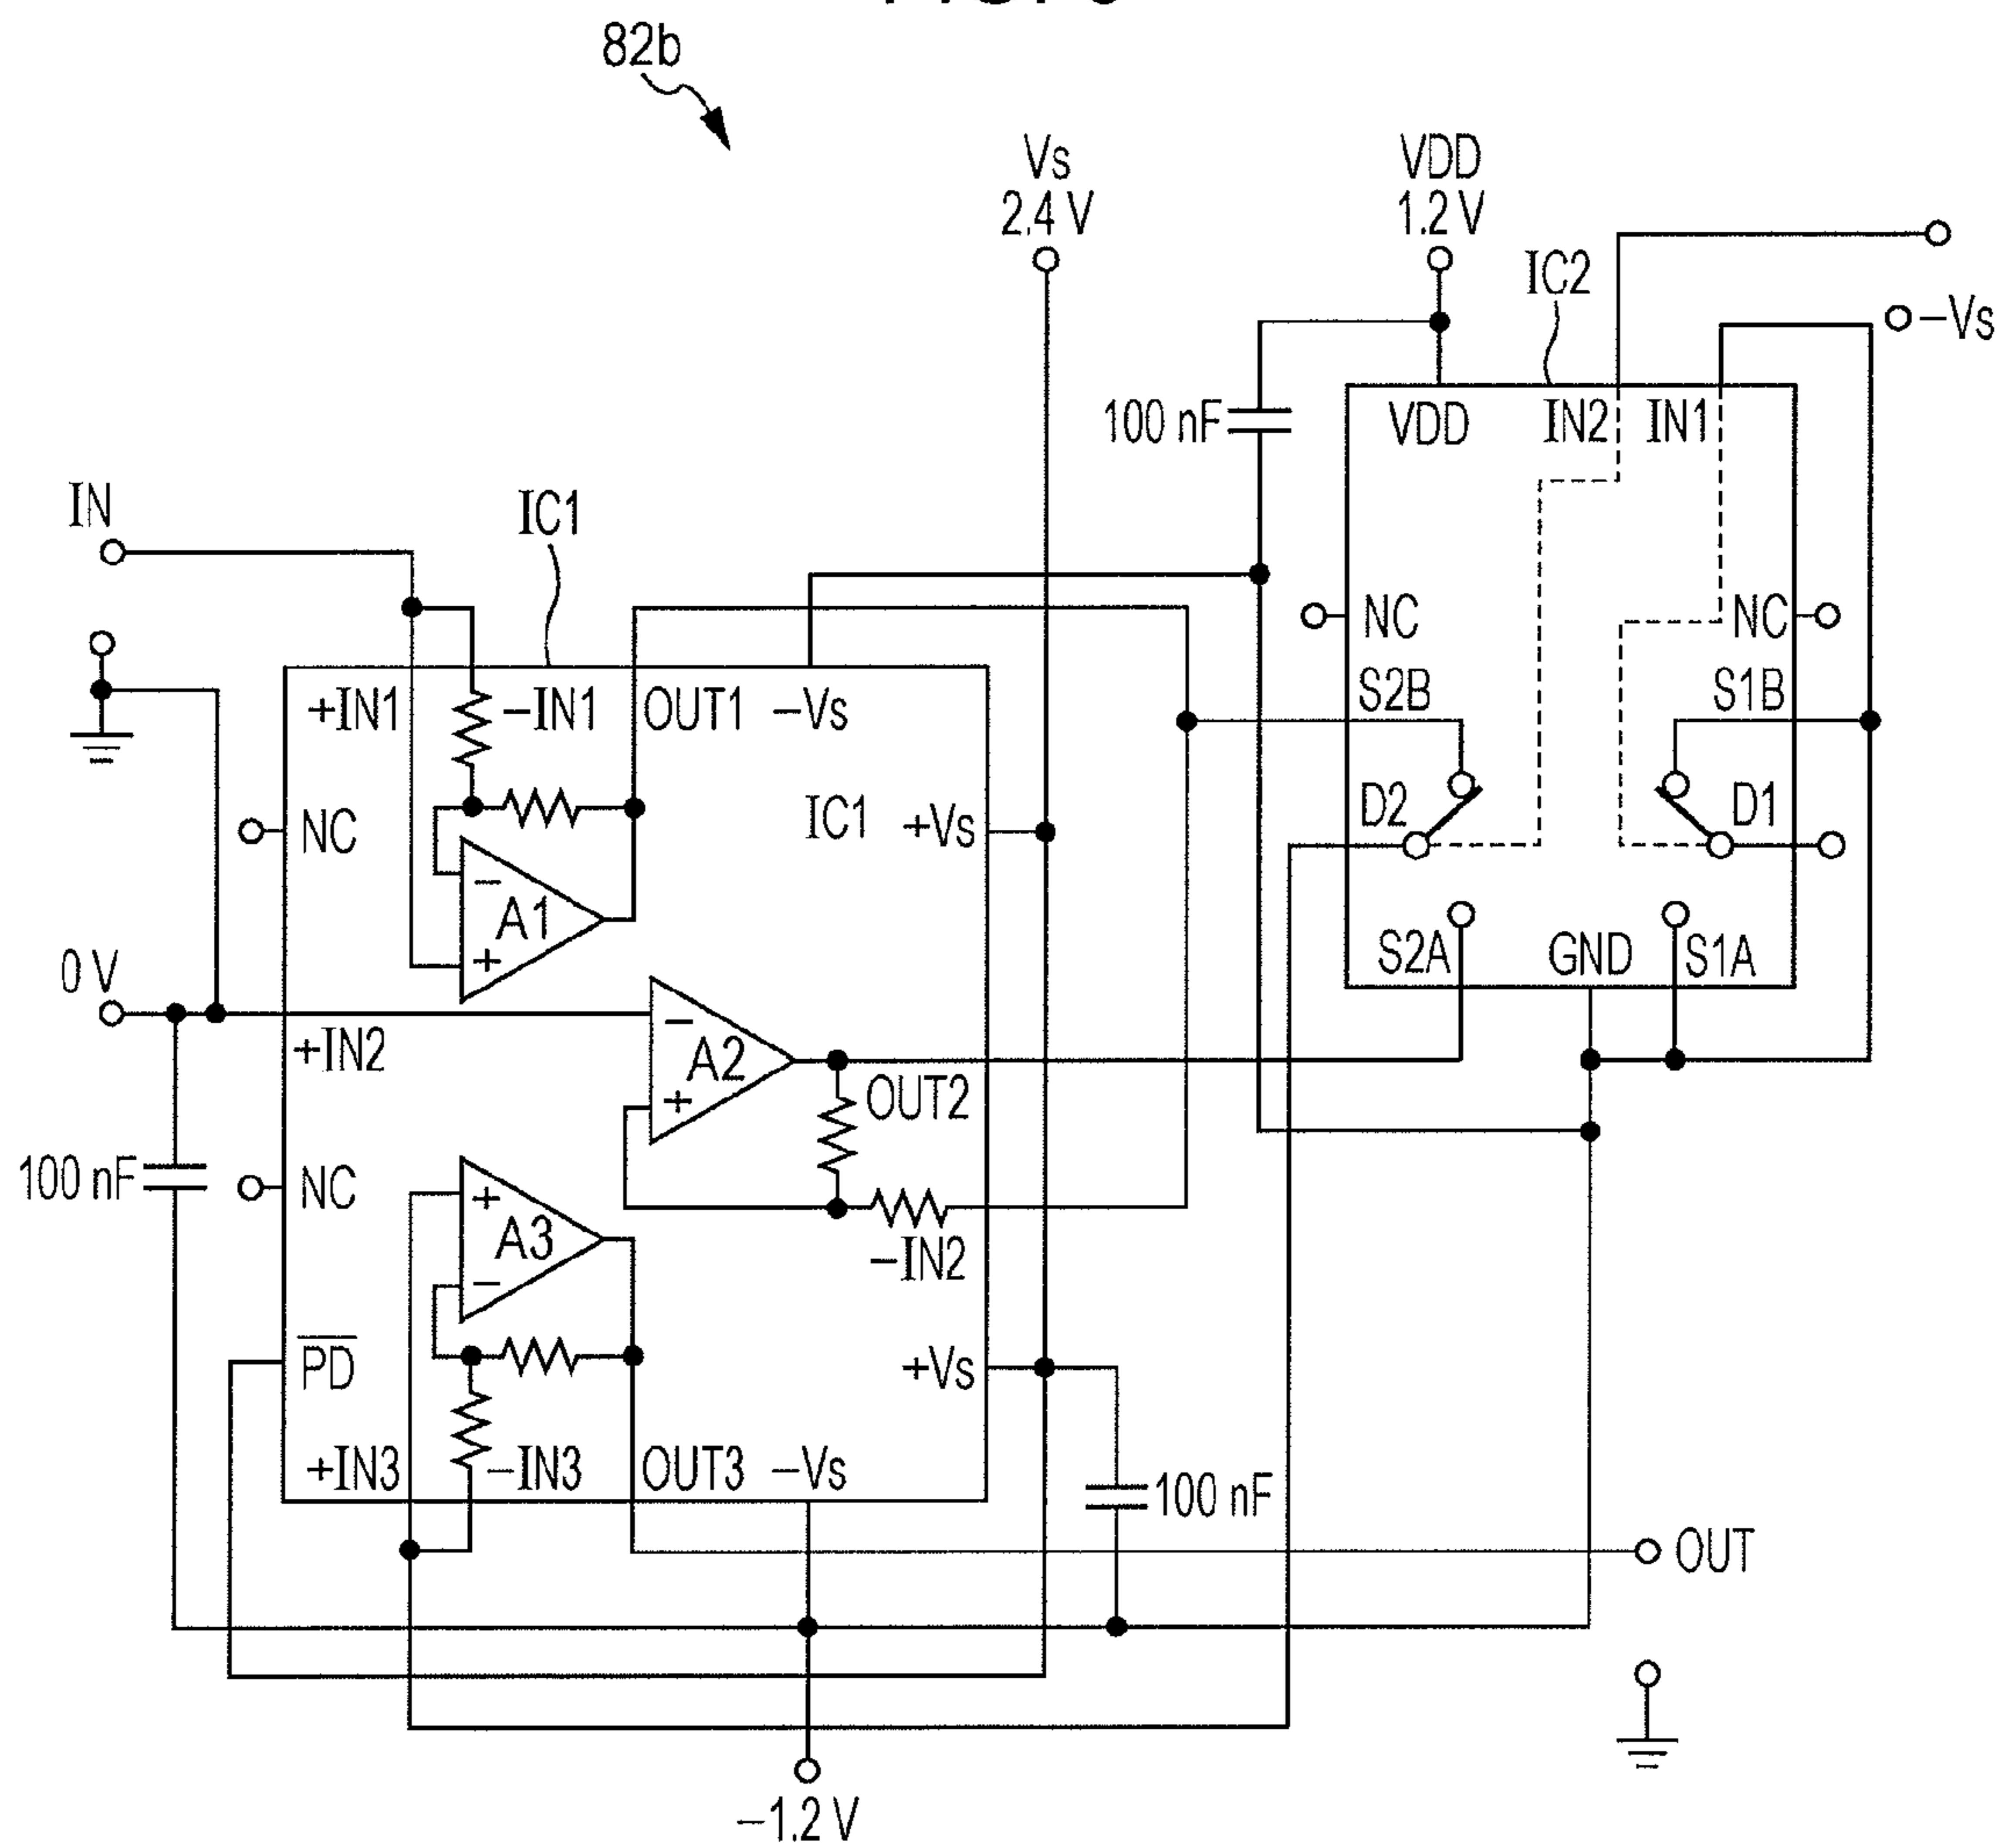 82b
Vs
2.4 V
VDD
1.2 V
IC2
−Vs
VDD
IN2
IN1
100 nF
IN
IC1
NC
NC
+IN1
−IN1
OUT1
−Vs
S2B
S1B
NC
IC1
+Vs
D2
D1
−
A1
+
0 V
S2A
GND
S1A
−
+IN2
A2
+
OUT2
100 nF
NC
+
A3
−
−IN2
PD
+Vs
+IN3
−IN3
OUT3
−Vs
100 nF
OUT
−1.2 V